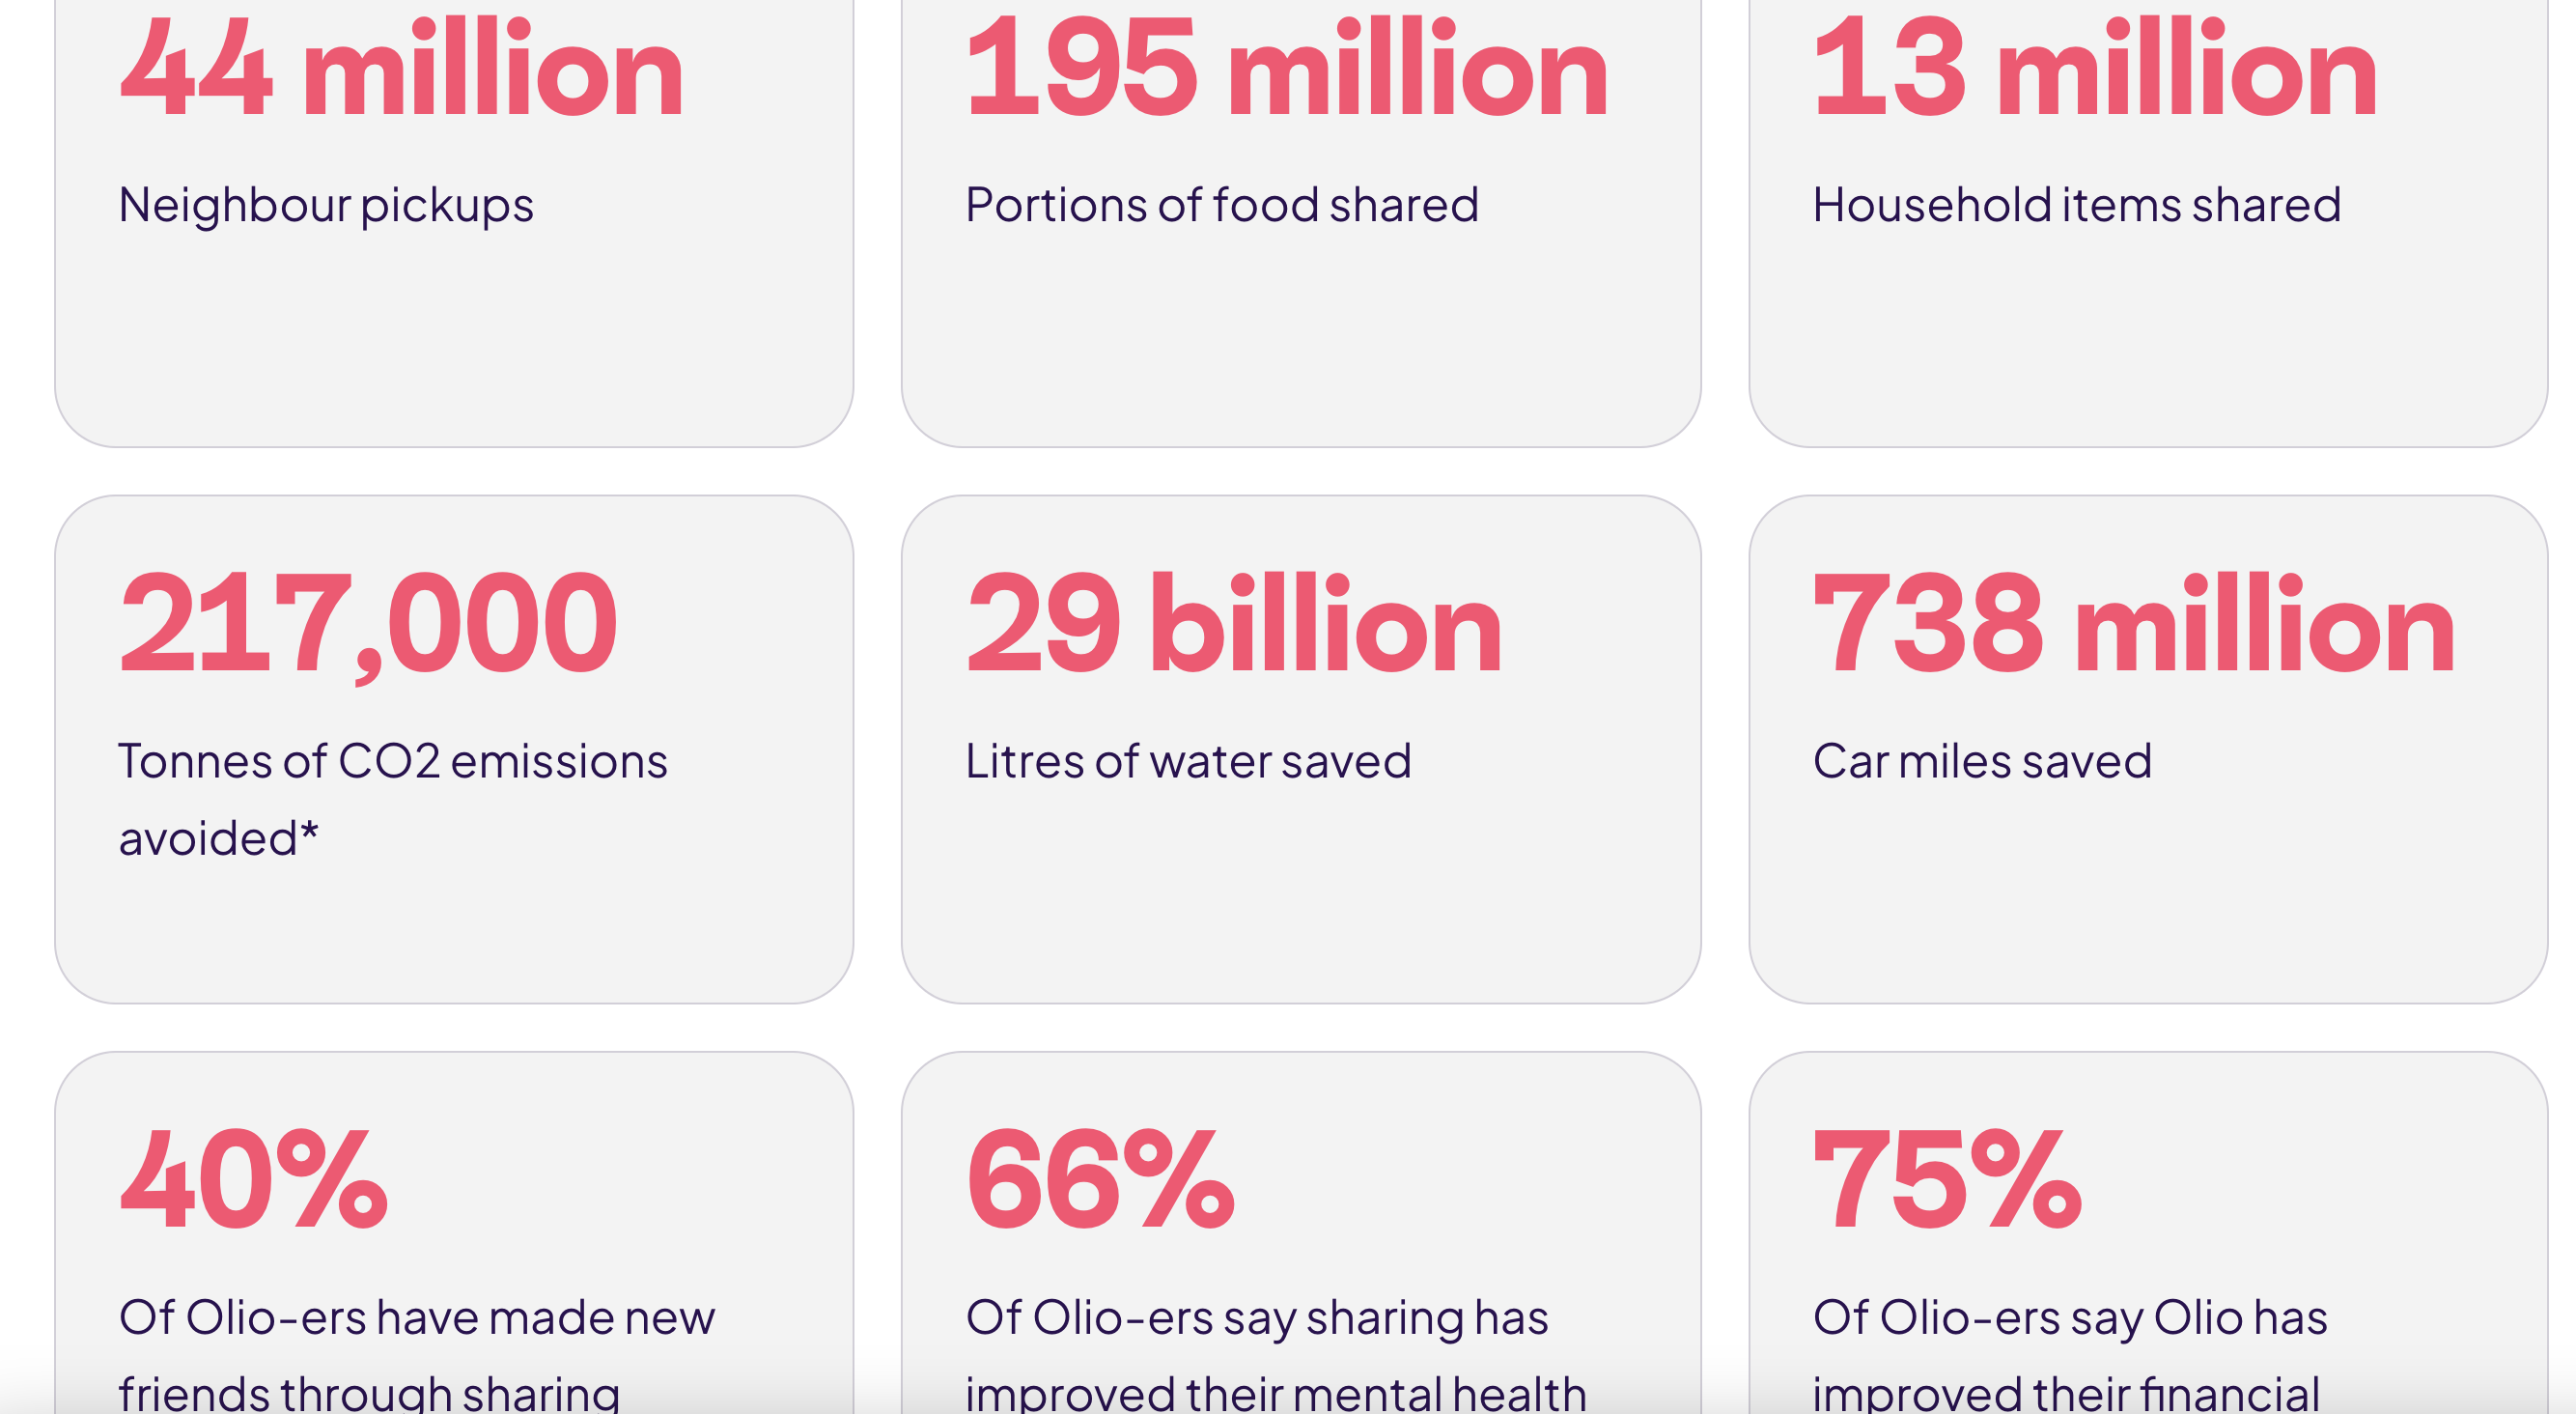 44 million
Neighbour pickups
195 million
Portions of food shared
13 million
Household items shared
217,000
Tonnes of CO2 emissions
avoided*
29 billion
Litres of water saved
738 million
Car miles saved
40%
Of Olio-ers have made new
friends through sharing
66%
Of Olio-ers say sharing has
improved their mental health
75%
Of Olio-ers say Olio has
improved their financial